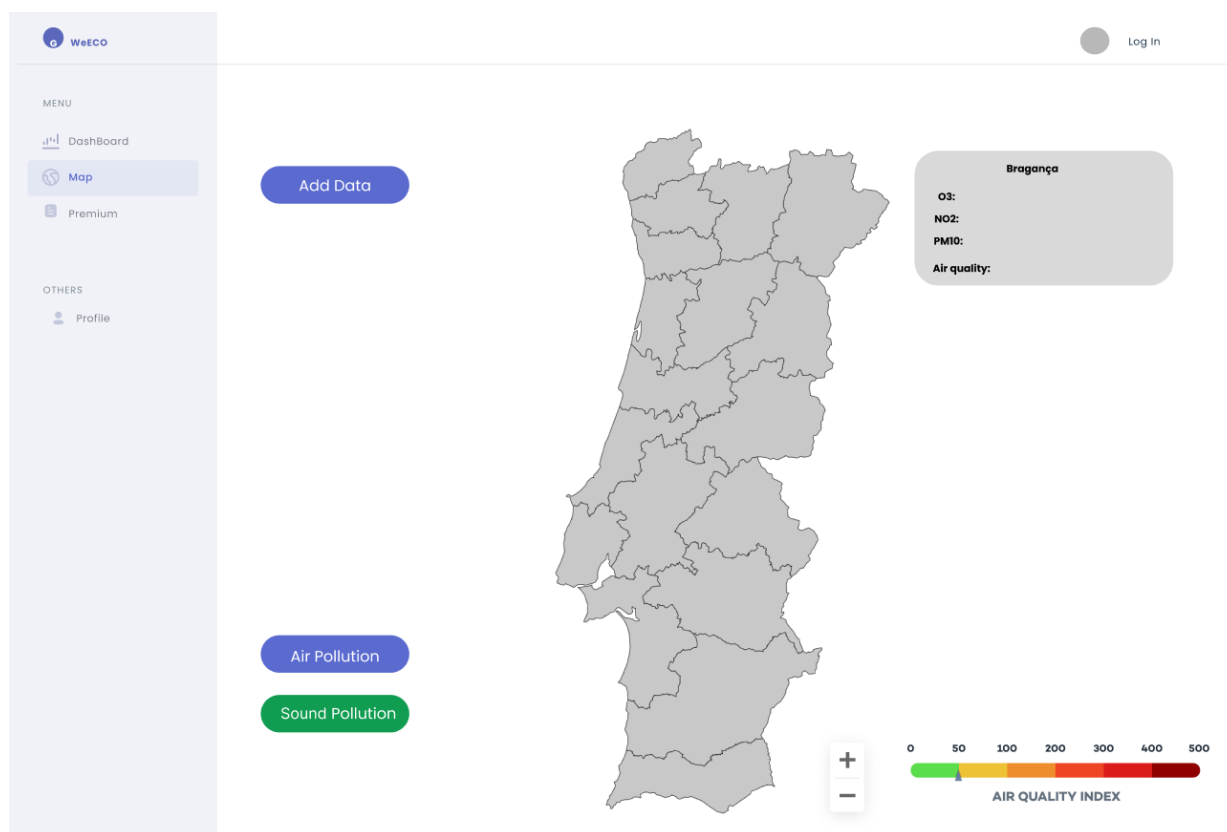 G WeECO
Log In
MENU
DashBoard
Map
Premium
OTHERS
Profile
Add Data
Bragança
O3:
NO2:
PM10:
Air quality:
Air Pollution
Sound Pollution
+
−
0 50 100 200 300 400 500
AIR QUALITY INDEX